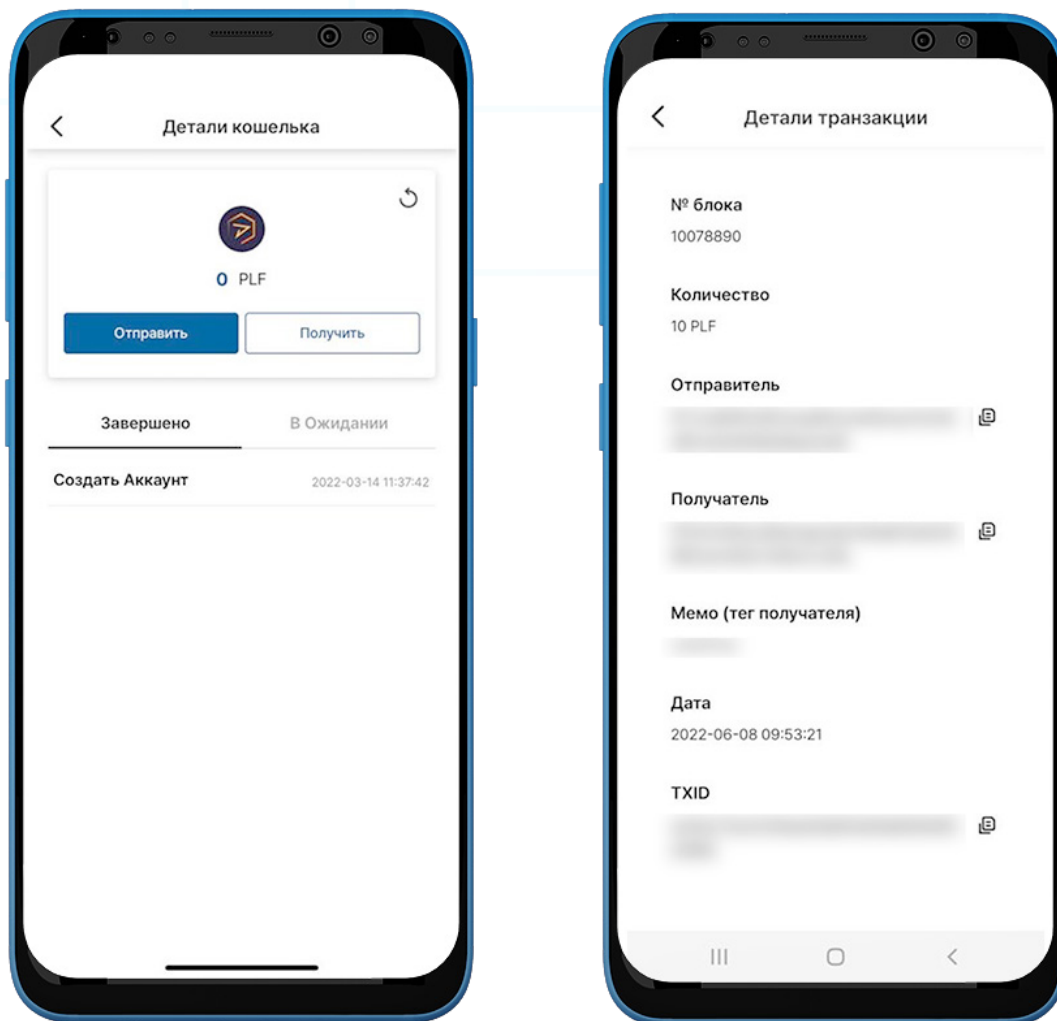 Детали кошелька
0 PLF
Отправить
Получить
Завершено
В Ожидании
Создать Аккаунт
2022-03-14 11:37:42
Детали транзакции
№ блока
10078890
Количество
10 PLF
Отправитель
Получатель
Мемо (тег получателя)
Дата
2022-06-08 09:53:21
TXID